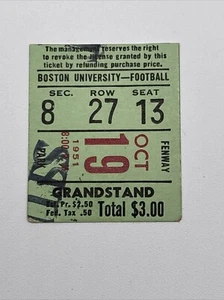 The management reserves the right
to revoke the license granted by this
ticket by refunding purchase price.
BOSTON UNIVERSITY—FOOTBALL
SEC. ROW SEAT
8 27 13
OCT
19
1951
8:00
FENWAY
GRANDSTAND
Est. Pr. $2.50
Fed. Tax .50
Total $3.00